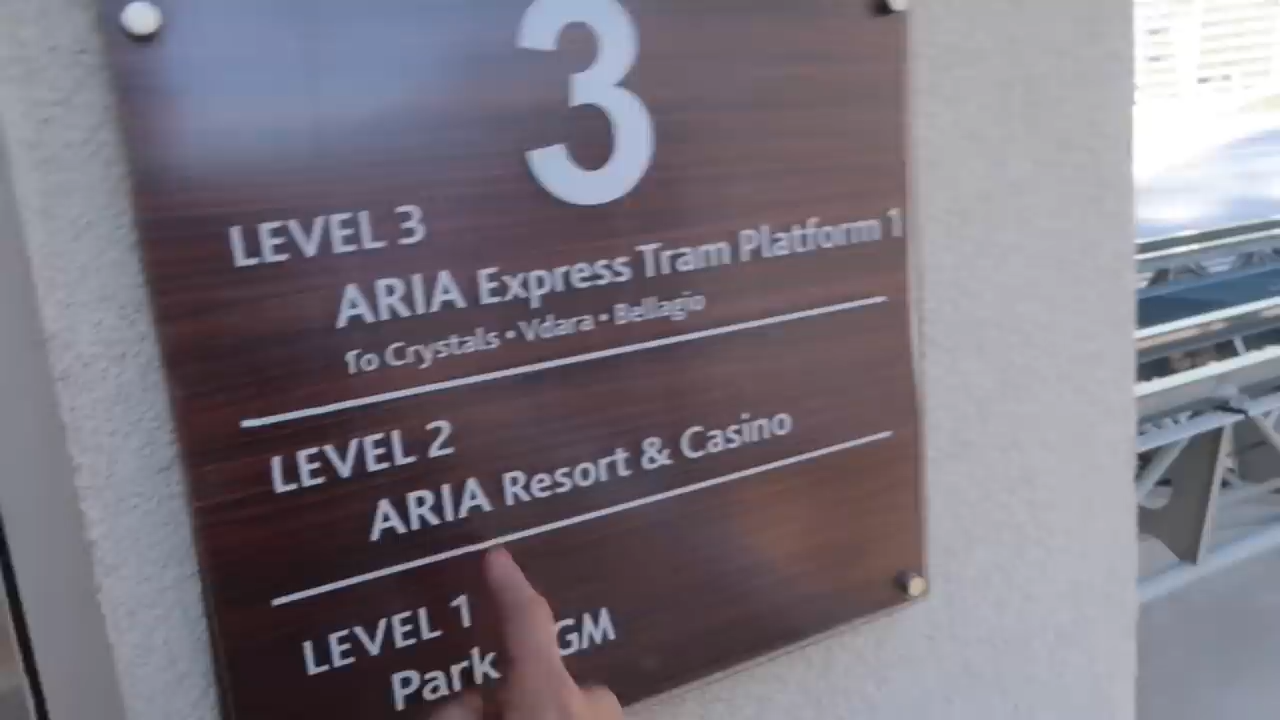 3
LEVEL 3
ARIA Express Tram Platform 1
To Crystals • Vdara • Bellagio
LEVEL 2
ARIA Resort & Casino
LEVEL 1
Park GM